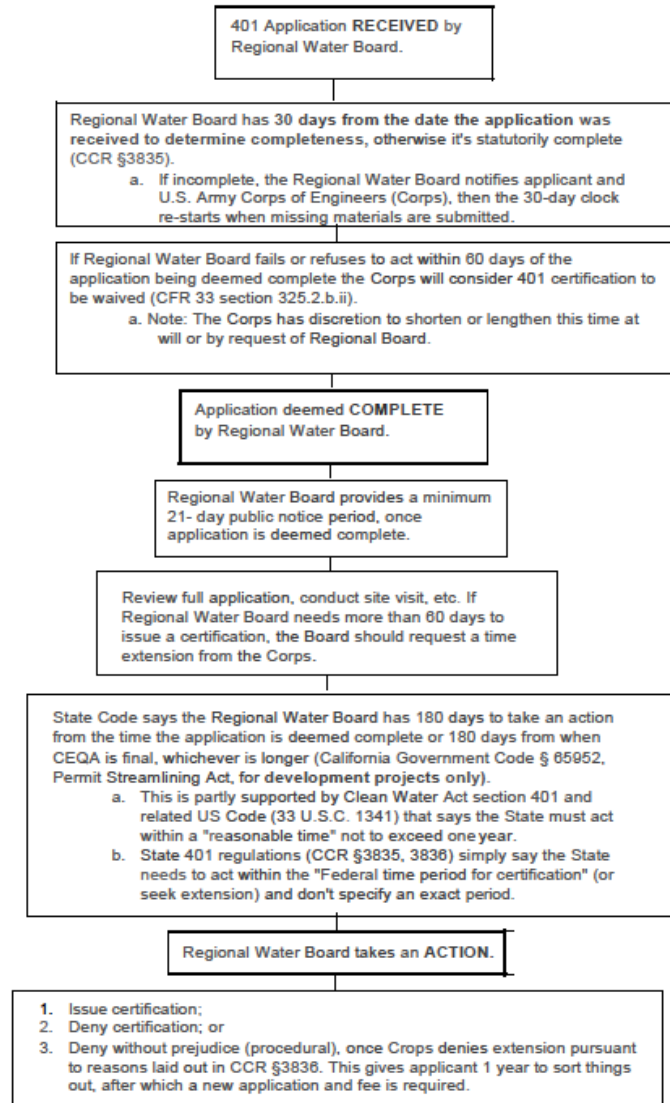 401 Application RECEIVED by
Regional Water Board.
Regional Water Board has 30 days from the date the application was
received to determine completeness, otherwise it's statutorily complete
(CCR §3835).
a. If incomplete, the Regional Water Board notifies applicant and
U.S. Army Corps of Engineers (Corps), then the 30-day clock
re-starts when missing materials are submitted.
If Regional Water Board fails or refuses to act within 60 days of the
application being deemed complete the Corps will consider 401 certification to
be waived (CFR 33 section 325.2.b.ii).
a. Note: The Corps has discretion to shorten or lengthen this time at
will or by request of Regional Board.
Application deemed COMPLETE
by Regional Water Board.
Regional Water Board provides a minimum
21- day public notice period, once
application is deemed complete.
Review full application, conduct site visit, etc. If
Regional Water Board needs more than 60 days to
issue a certification, the Board should request a time
extension from the Corps.
State Code says the Regional Water Board has 180 days to take an action
from the time the application is deemed complete or 180 days from when
CEQA is final, whichever is longer (California Government Code § 65952,
Permit Streamlining Act, for development projects only).
a. This is partly supported by Clean Water Act section 401 and
related US Code (33 U.S.C. 1341) that says the State must act
within a "reasonable time" not to exceed one year.
b. State 401 regulations (CCR §3835, 3836) simply say the State
needs to act within the "Federal time period for certification" (or
seek extension) and don't specify an exact period.
Regional Water Board takes an ACTION.
1. Issue certification;
2. Deny certification; or
3. Deny without prejudice (procedural), once Crops denies extension pursuant
to reasons laid out in CCR §3836. This gives applicant 1 year to sort things
out, after which a new application and fee is required.